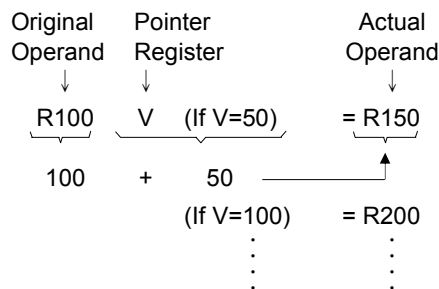 Original Pointer Actual
Operand Register Operand
R100 V (If V=50) = R150
100 + 50
(If V=100) = R200